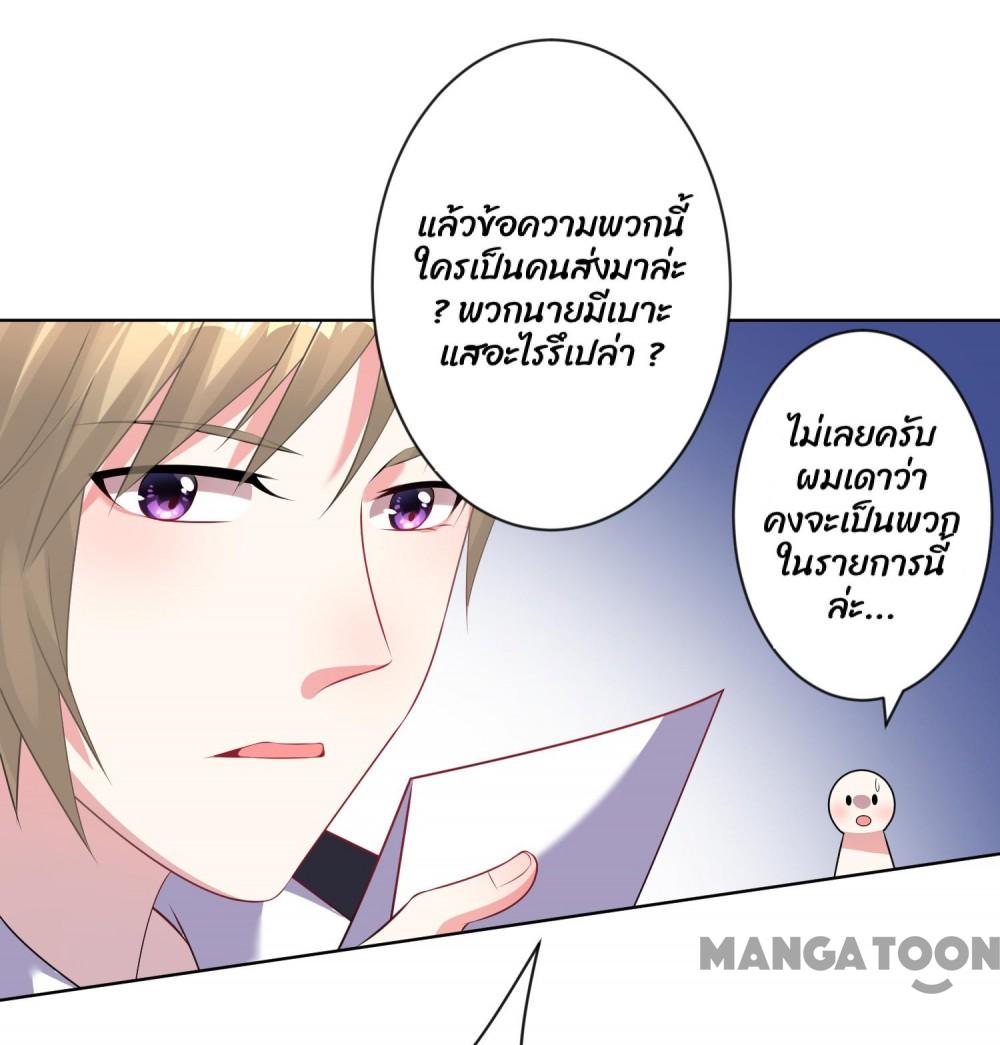 แล้วข้อความพวกนี้
ใครเป็นคนส่งมาล่ะ
? พวกนายมีเบาะ
แสอะไรรึเปล่า ?
ไม่เลยครับ
ผมเดาว่า
คงจะเป็นพวก
ในรายการนี้
ล่ะ...
MANGATOON